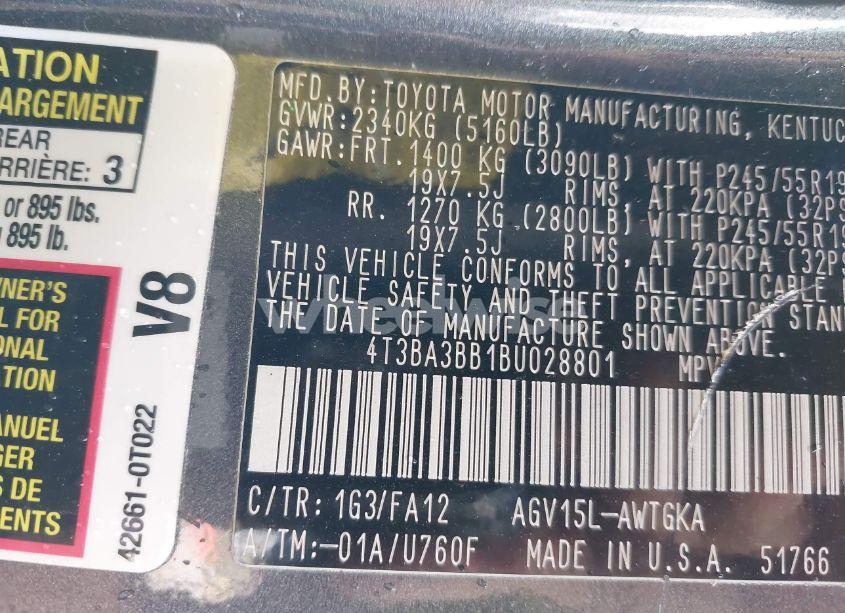 ATION
ARGEMENT
REAR
ARRIÈRE: 3
or 895 lbs.
895 lb.
WNER'S
L FOR
ONAL
ATION
ANUEL
GER
S DE
ENTS
V8
42661-0T022
MFD. BY: TOYOTA MOTOR MANUFACTURING, KENTUC
GVWR: 2340KG (5160LB)
GAWR: FRT. 1400 KG (3090LB) WITH P245/55R19
19X7.5J RIMS, AT 220KPA (32PS
RR. 1270 KG (2800LB) WITH P245/55R19
19X7.5J RIMS, AT 220KPA (32PS
THIS VEHICLE CONFORMS TO ALL APPLICABLE
VEHICLE SAFETY AND THEFT PREVENTION STAN
THE DATE OF MANUFACTURE SHOWN ABOVE.
4T3BA3BB1BU028801 MPV
C/TR: 1G3/FA12 AGV15L-AWTGKA
A/TM:-01A/U760F MADE IN U.S.A. 51766